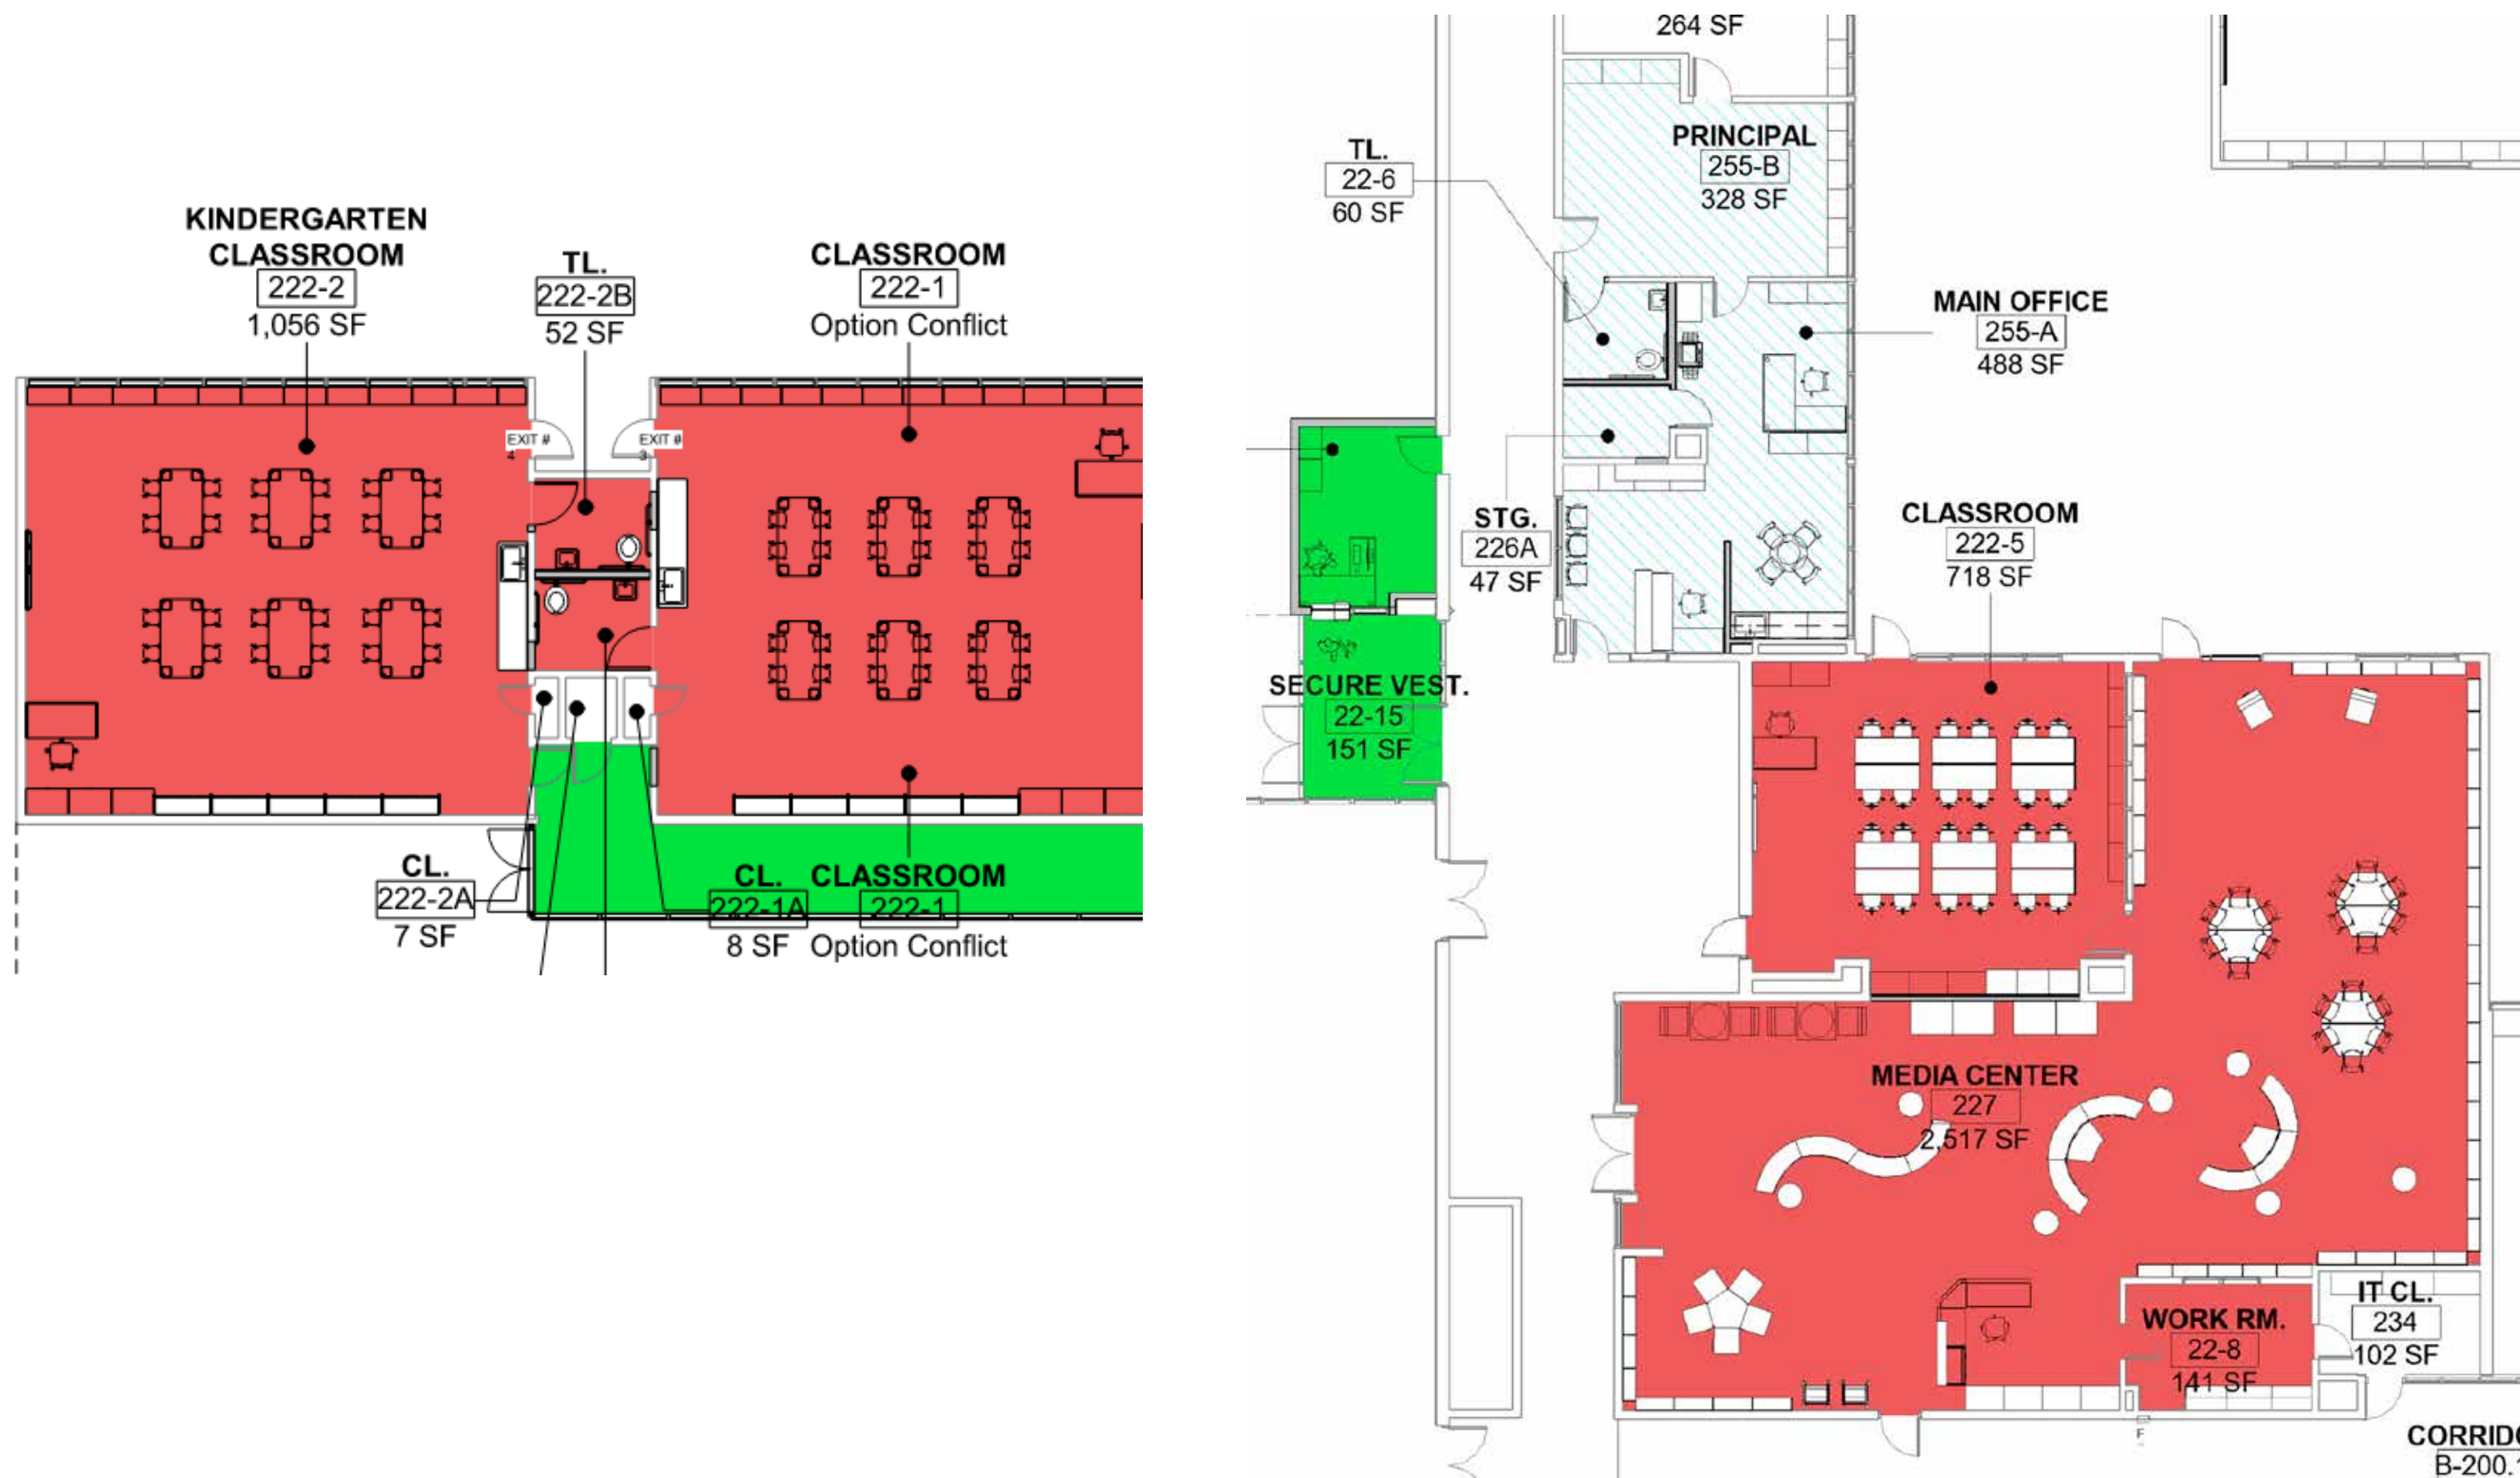 KINDERGARTEN
CLASSROOM
222-2
1,056 SF
TL.
222-2B
52 SF
CLASSROOM
222-1
Option Conflict
EXIT #
4
EXIT #
3
CL.
222-2A
7 SF
CL.
222-1A
8 SF
CLASSROOM
222-1
Option Conflict
264 SF
PRINCIPAL
255-B
328 SF
TL.
22-6
60 SF
MAIN OFFICE
255-A
488 SF
STG.
226A
47 SF
CLASSROOM
222-5
718 SF
SECURE VEST.
22-15
151 SF
MEDIA CENTER
227
2,517 SF
WORK RM.
22-8
141 SF
IT CL.
234
102 SF
CORRIDO
B-200.